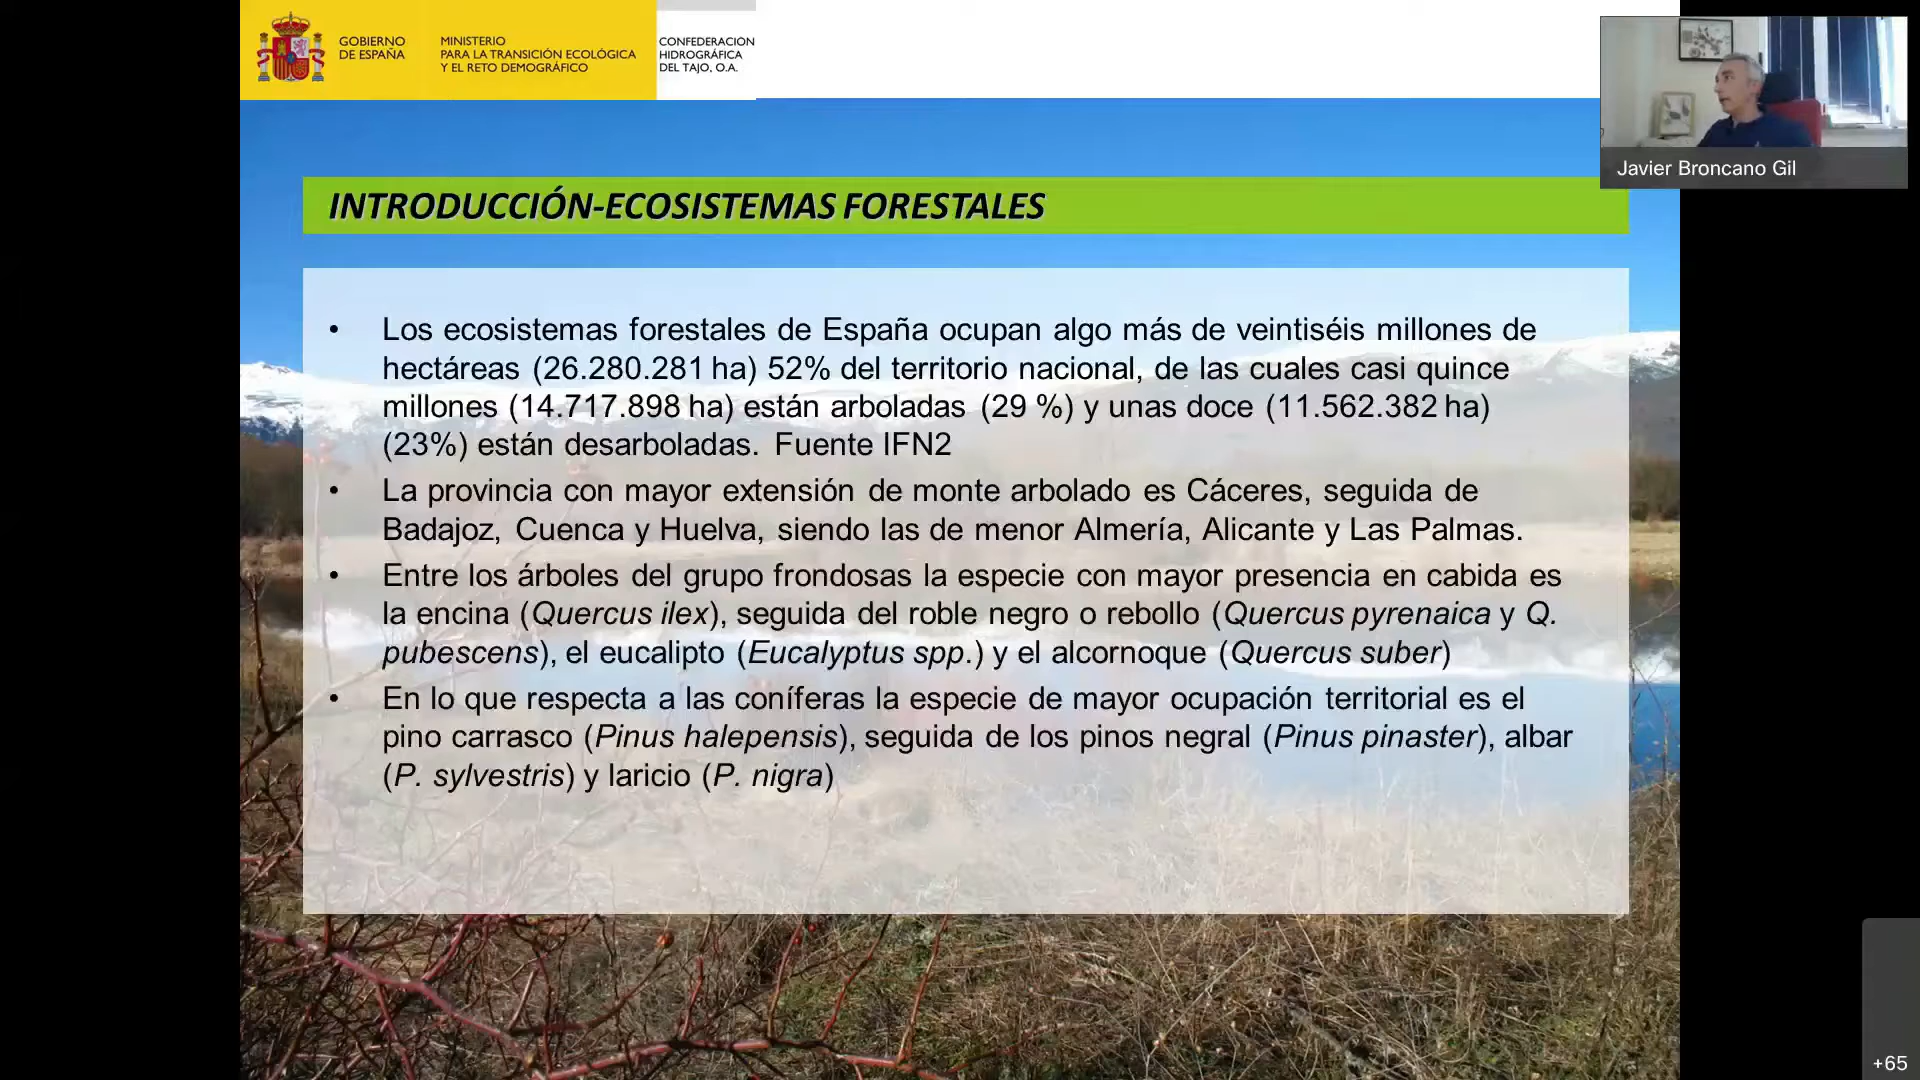 GOBIERNO
DE ESPAÑA
MINISTERIO
PARA LA TRANSICIÓN ECOLÓGICA
Y EL RETO DEMOGRÁFICO
CONFEDERACION
HIDROGRÁFICA
DEL TAJO, O.A.
Javier Broncano Gil
INTRODUCCIÓN-ECOSISTEMAS FORESTALES
• Los ecosistemas forestales de España ocupan algo más de veintiséis millones de
hectáreas (26.280.281 ha) 52% del territorio nacional, de las cuales casi quince
millones (14.717.898 ha) están arboladas (29 %) y unas doce (11.562.382 ha)
(23%) están desarboladas. Fuente IFN2
• La provincia con mayor extensión de monte arbolado es Cáceres, seguida de
Badajoz, Cuenca y Huelva, siendo las de menor Almería, Alicante y Las Palmas.
• Entre los árboles del grupo frondosas la especie con mayor presencia en cabida es
la encina (Quercus ilex), seguida del roble negro o rebollo (Quercus pyrenaica y Q.
pubescens), el eucalipto (Eucalyptus spp.) y el alcornoque (Quercus suber)
• En lo que respecta a las coníferas la especie de mayor ocupación territorial es el
pino carrasco (Pinus halepensis), seguida de los pinos negral (Pinus pinaster), albar
(P. sylvestris) y laricio (P. nigra)
+65